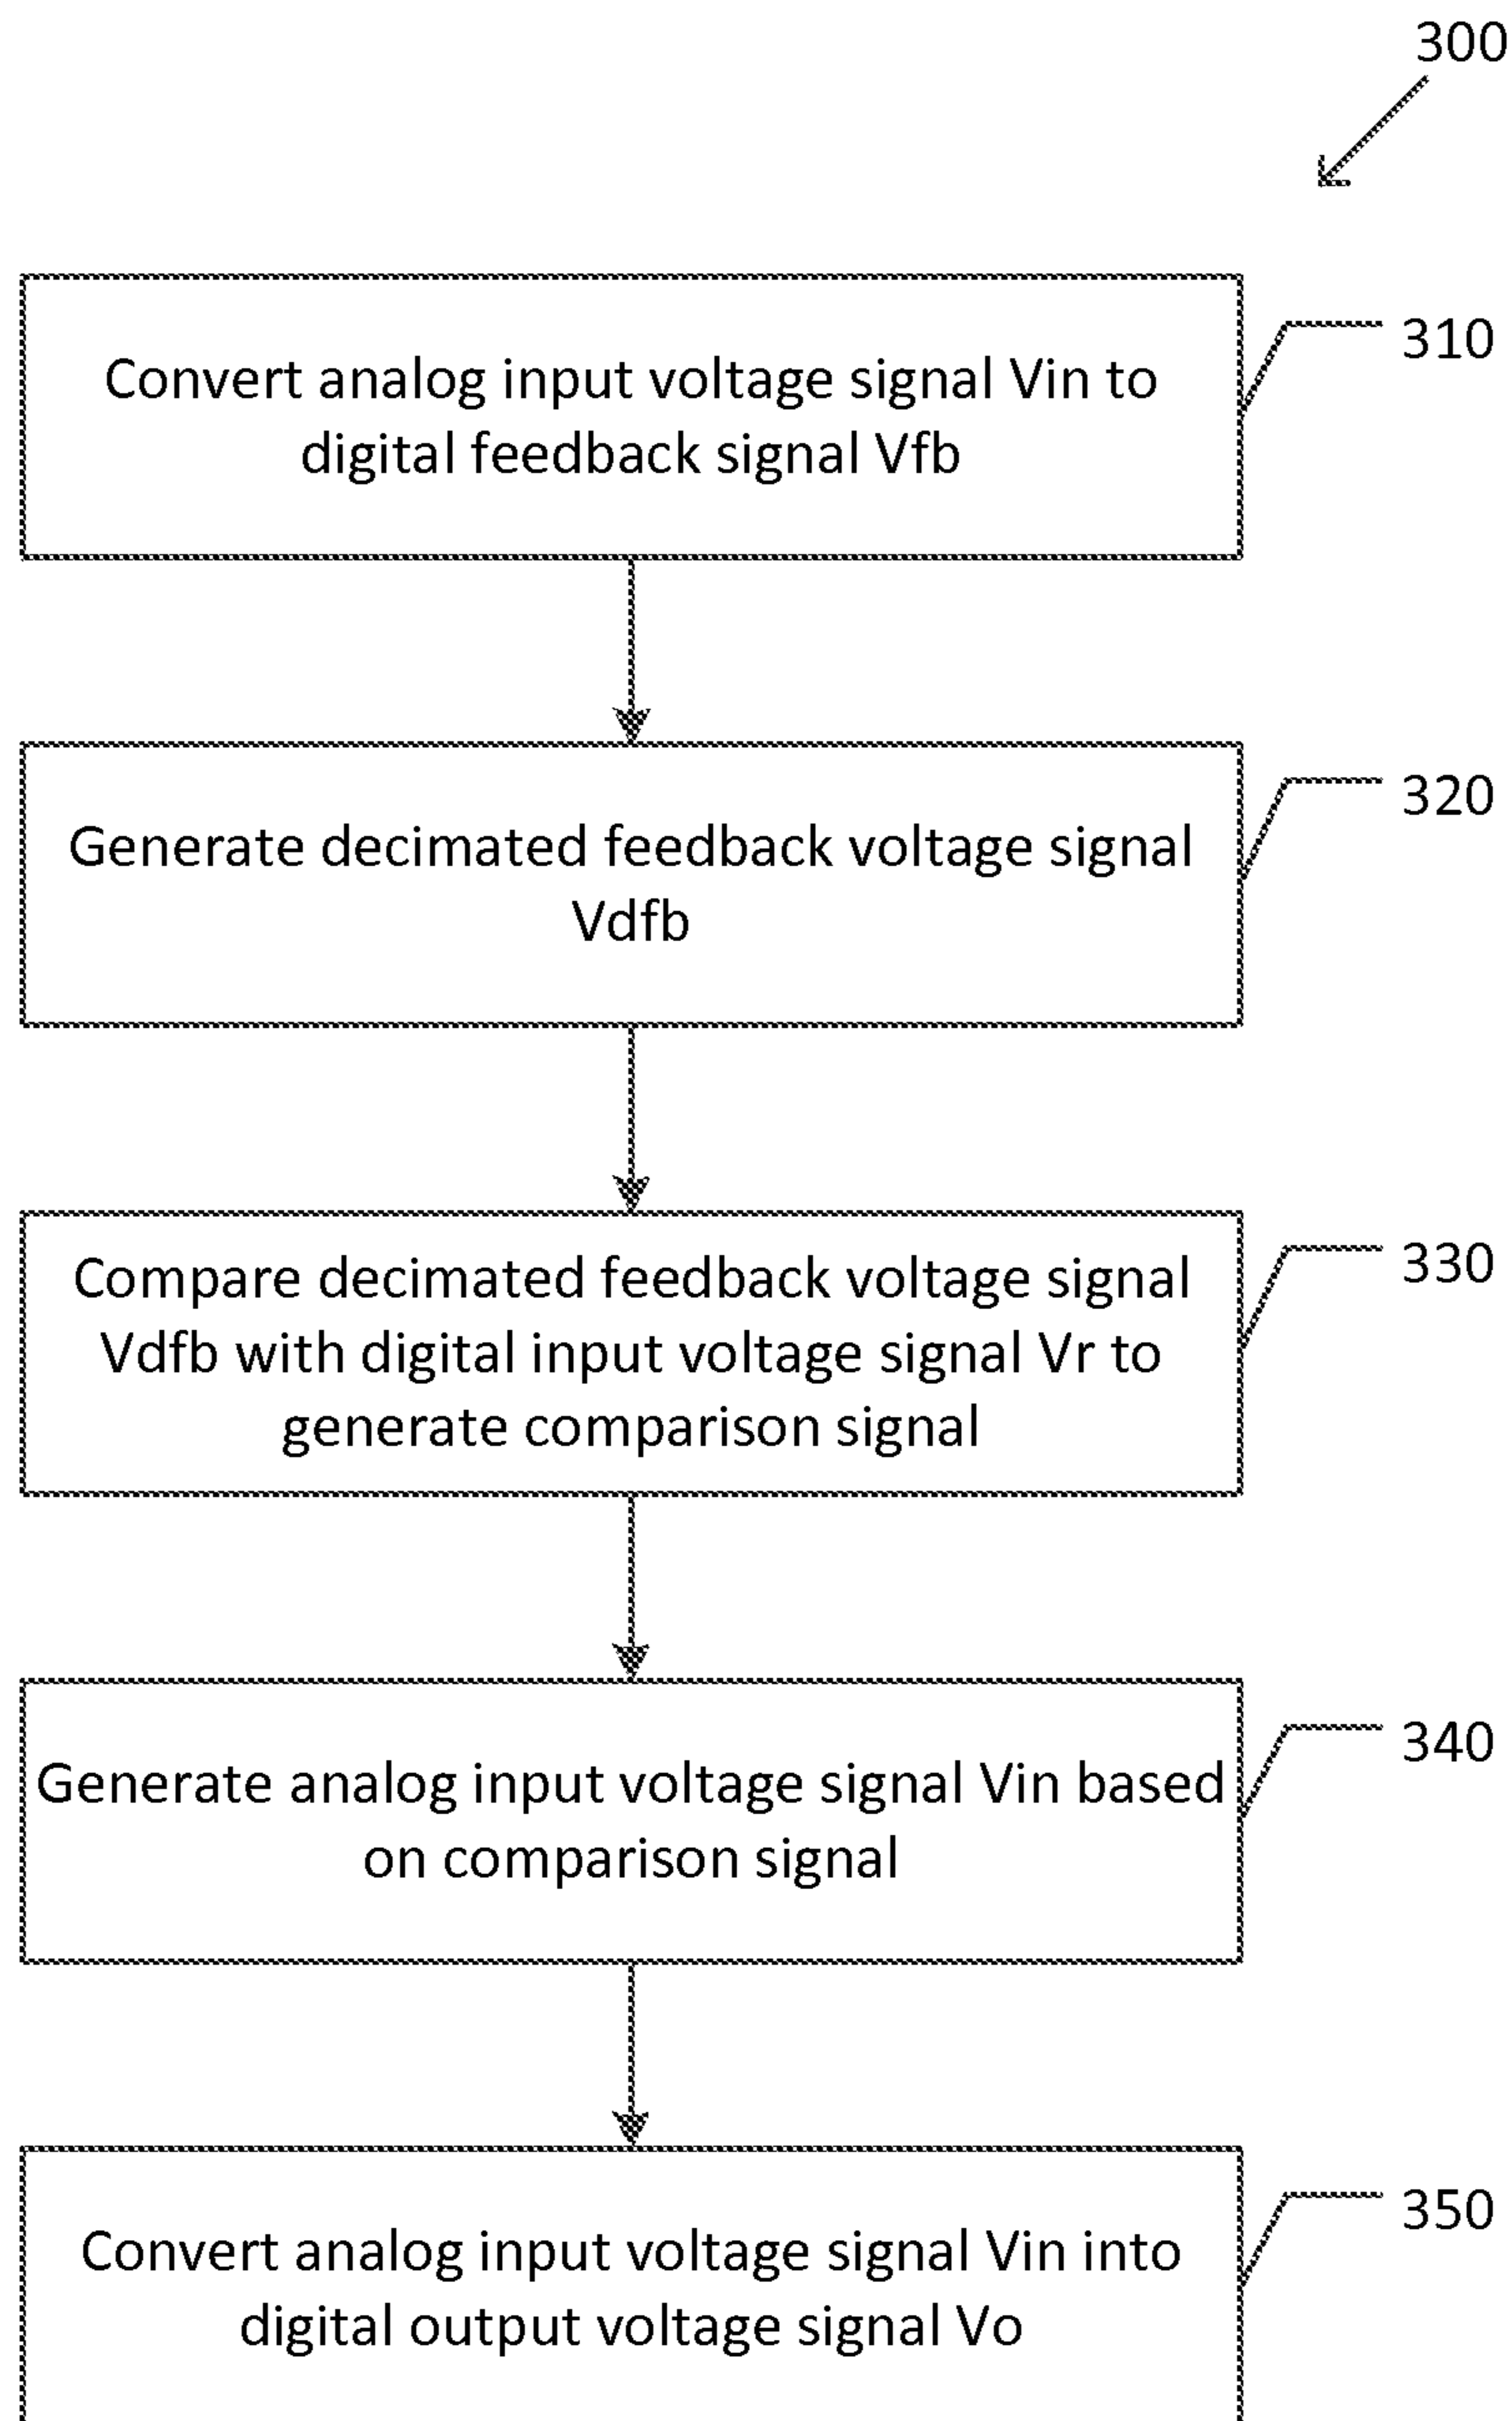 300
Convert analog input voltage signal Vin to
digital feedback signal Vfb
310
Generate decimated feedback voltage signal
Vdfb
320
Compare decimated feedback voltage signal
Vdfb with digital input voltage signal Vr to
generate comparison signal
330
Generate analog input voltage signal Vin based
on comparison signal
340
Convert analog input voltage signal Vin into
digital output voltage signal Vo
350